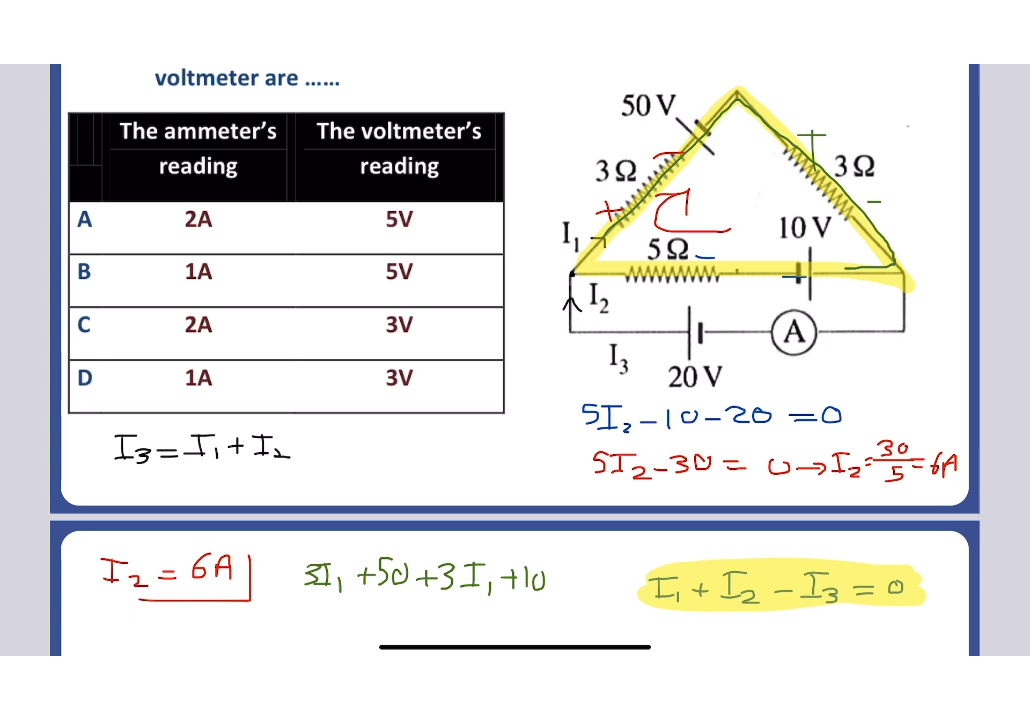 voltmeter are ......
The ammeter's reading
The voltmeter's reading
A 2A 5V
B 1A 5V
C 2A 3V
D 1A 3V
50 V
3 Ω
3 Ω
+
-
+
I₁
5 Ω
10 V
I₂
A
I₃
20 V
5I₂ - 10 - 20 = 0
I₃ = I₁ + I₂
5I₂ - 30 = 0 → I₂ = 30/5 = 6A
I₂ = 6A
3I₁ + 50 + 3I₁ + 10
I₁ + I₂ - I₃ = 0